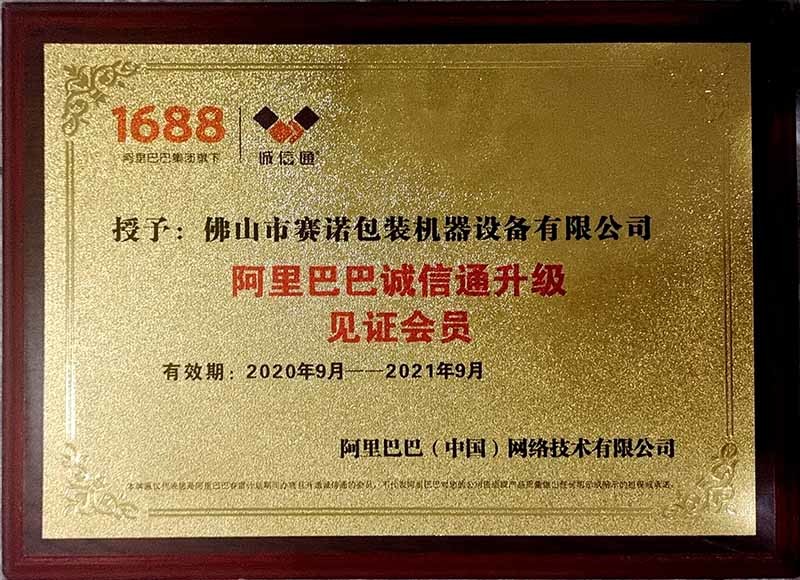 1688
阿里巴巴集团旗下
诚信通®
授予：佛山市赛诺包装机器设备有限公司
阿里巴巴诚信通升级
见证会员
有效期：2020年9月——2021年9月
阿里巴巴（中国）网络技术有限公司